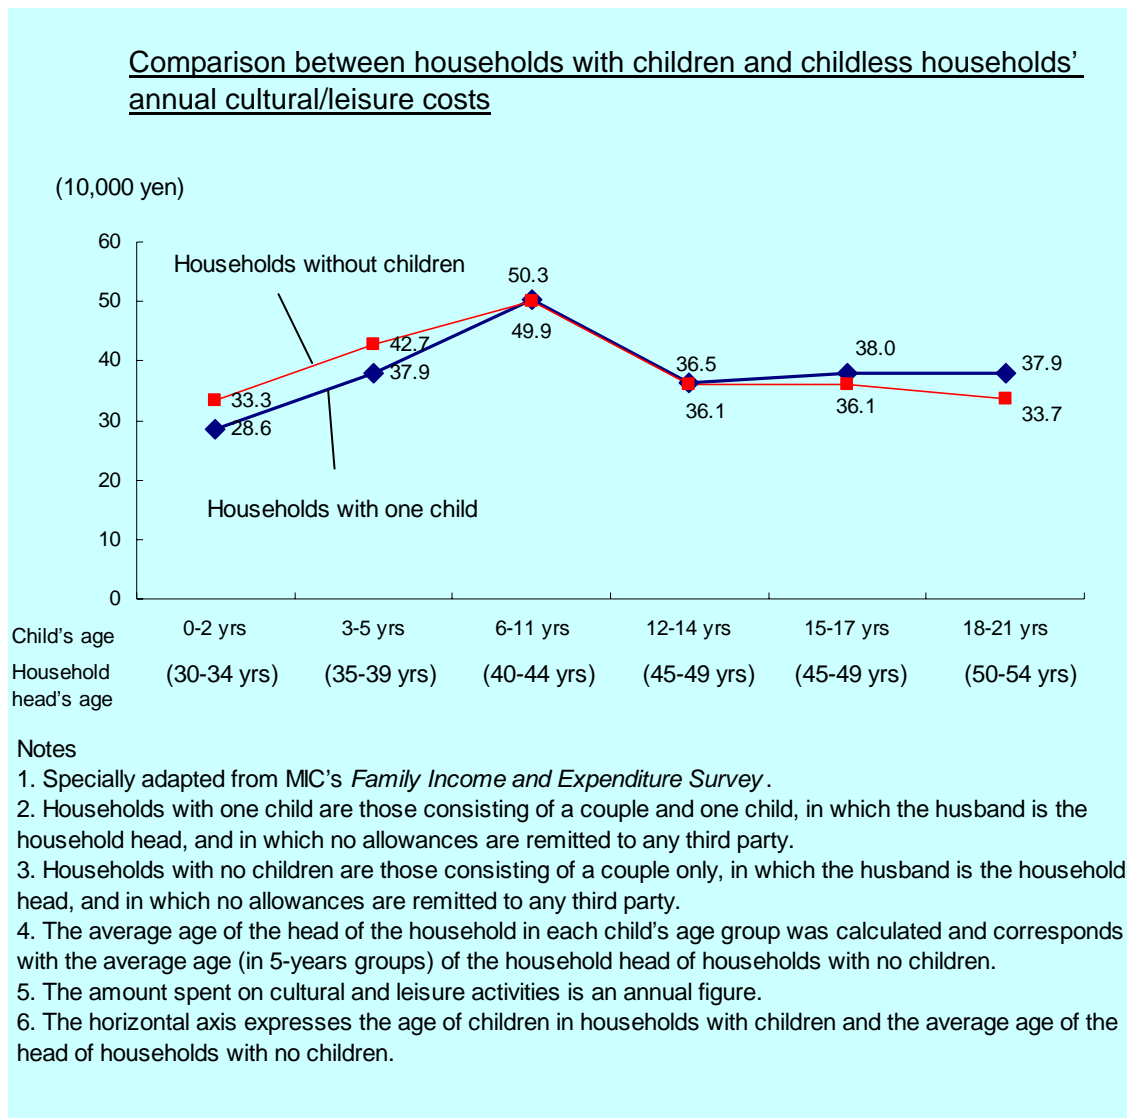 Comparison between households with children and childless households’
annual cultural/leisure costs
(10,000 yen)
60
50
40
30
20
10
0
Households without children
Households with one child
50.3
49.9
42.7
37.9
33.3
28.6
36.5
36.1
38.0
36.1
37.9
33.7
Child’s age
0-2 yrs 3-5 yrs 6-11 yrs 12-14 yrs 15-17 yrs 18-21 yrs
Household
head’s age
(30-34 yrs) (35-39 yrs) (40-44 yrs) (45-49 yrs) (45-49 yrs) (50-54 yrs)
Notes
1. Specially adapted from MIC’s Family Income and Expenditure Survey.
2. Households with one child are those consisting of a couple and one child, in which the husband is the
household head, and in which no allowances are remitted to any third party.
3. Households with no children are those consisting of a couple only, in which the husband is the household
head, and in which no allowances are remitted to any third party.
4. The average age of the head of the household in each child’s age group was calculated and corresponds
with the average age (in 5-years groups) of the household head of households with no children.
5. The amount spent on cultural and leisure activities is an annual figure.
6. The horizontal axis expresses the age of children in households with children and the average age of the
head of households with no children.